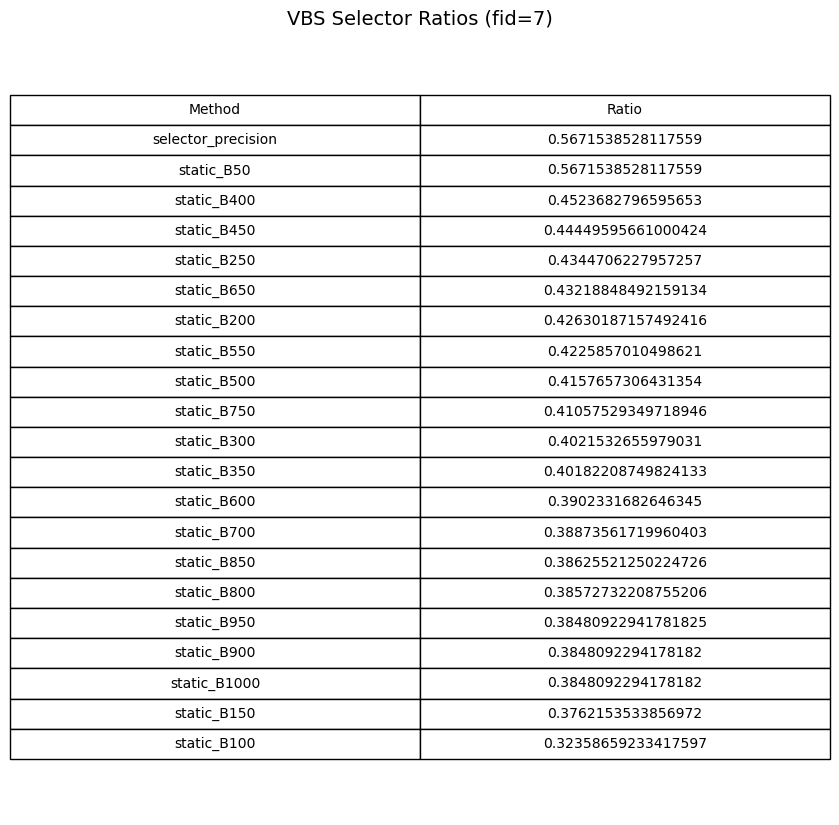 VBS Selector Ratios (fid=7)
Method Ratio
selector_precision 0.5671538528117559
static_B50 0.5671538528117559
static_B400 0.4523682796595653
static_B450 0.44449595661000424
static_B250 0.4344706227957257
static_B650 0.43218848492159134
static_B200 0.42630187157492416
static_B550 0.4225857010498621
static_B500 0.4157657306431354
static_B750 0.41057529349718946
static_B300 0.4021532655979031
static_B350 0.40182208749824133
static_B600 0.3902331682646345
static_B700 0.38873561719960403
static_B850 0.38625521250224726
static_B800 0.38572732208755206
static_B950 0.38480922941781825
static_B900 0.3848092294178182
static_B1000 0.3848092294178182
static_B150 0.3762153533856972
static_B100 0.32358659233417597